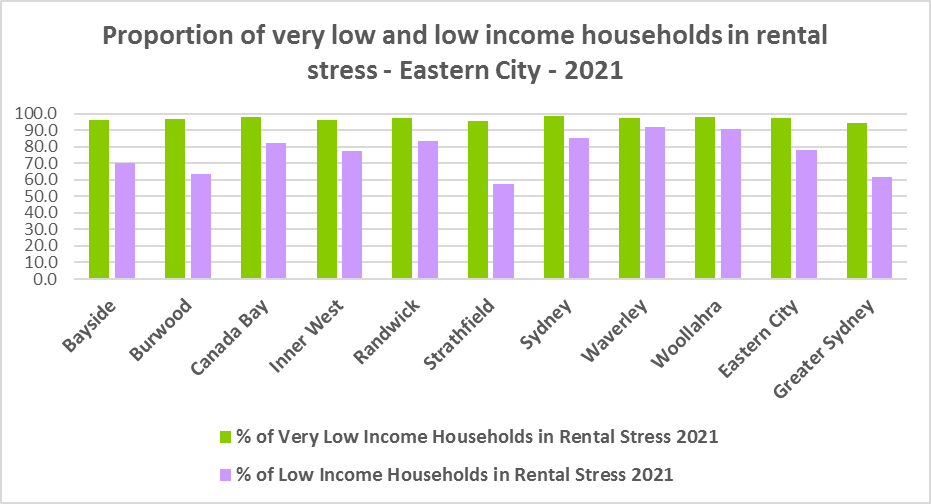 Proportion of very low and low income households in rental
stress - Eastern City - 2021
100.0
90.0
80.0
70.0
60.0
50.0
40.0
30.0
20.0
10.0
0.0
Bayside
Burwood
Canada Bay
Inner West
Randwick
Strathfield
Sydney
Waverley
Woollahra
Eastern City
Greater Sydney
% of Very Low Income Households in Rental Stress 2021
% of Low Income Households in Rental Stress 2021